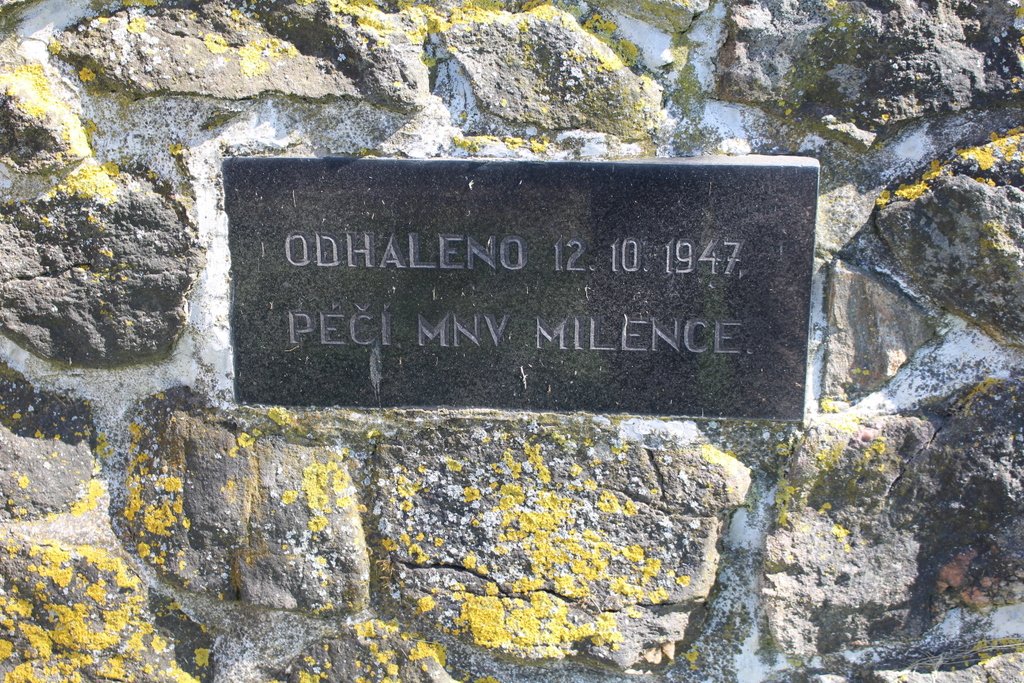 ODHALENO 12. 10. 1947,
PÉČÍ MNV MILENCE.